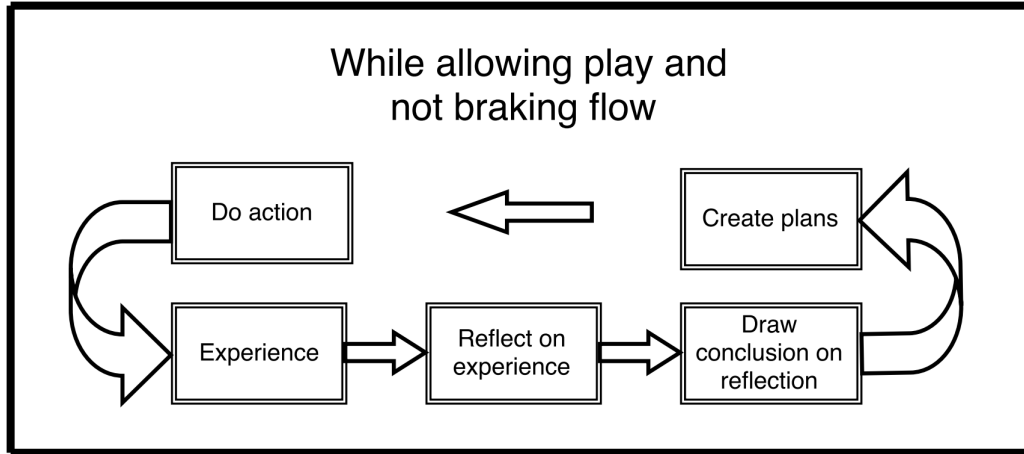 While allowing play and
not braking flow
Do action
Create plans
Experience
Reflect on
experience
Draw
conclusion on
reflection